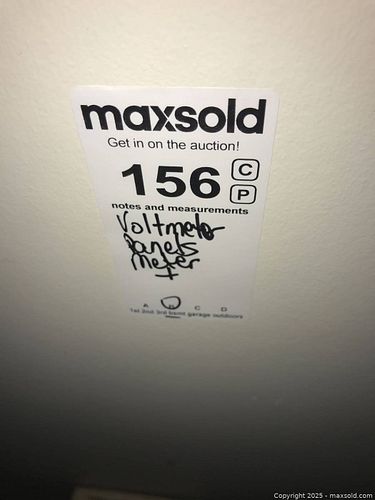 maxsold
Get in on the auction!
156 C
P
notes and measurements
Voltmeter
panels
meter
+
A B C D
1st 2nd 3rd bsmt garage outdoors
Copyright 2025 - maxsold.com